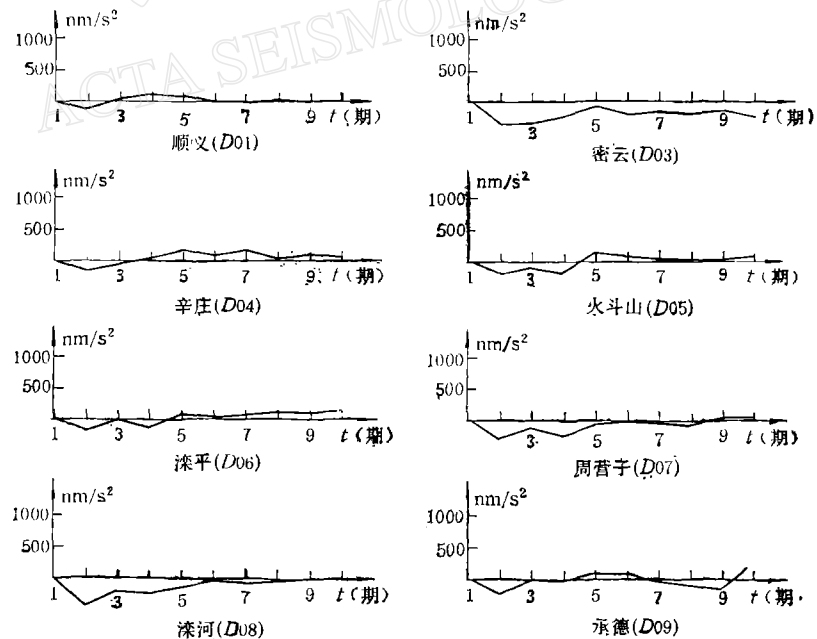 ACTA SEISMOLOG
nm/s²
1000
500
1 3 5 7 9 t(期)
顺义(D01)
nm/s²
1000
500
1 3 5 7 9 t(期)
密云(D03)
nm/s²
1000
500
1 3 5 7 9 t(期)
辛庄(D04)
nm/s²
1000
500
1 3 5 7 9 t(期)
火斗山(D05)
nm/s²
1000
500
1 3 5 7 9 t(期)
滦平(D06)
nm/s²
1000
500
1 3 5 7 9 t(期)
周营子(D07)
nm/s²
1000
500
1 3 5 7 9 t(期)
滦河(D08)
nm/s²
1000
500
1 3 5 7 9 t(期)
承德(D09)